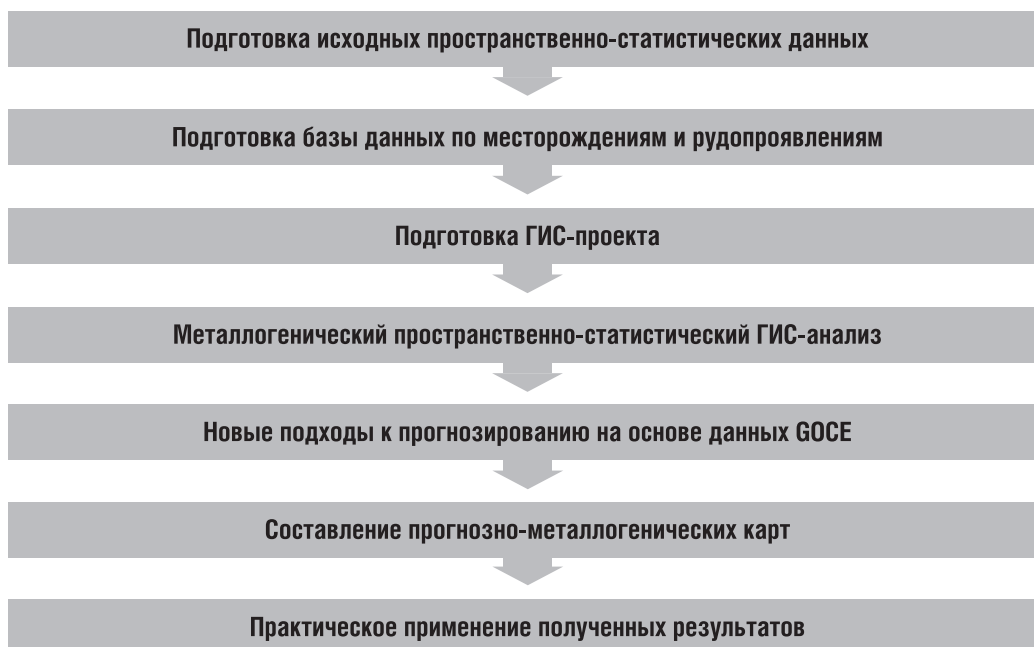 Подготовка исходных пространственно-статистических данных
Подготовка базы данных по месторождениям и рудопроявлениям
Подготовка ГИС-проекта
Металлогенический пространственно-статистический ГИС-анализ
Новые подходы к прогнозированию на основе данных GOCE
Составление прогнозно-металлогенических карт
Практическое применение полученных результатов